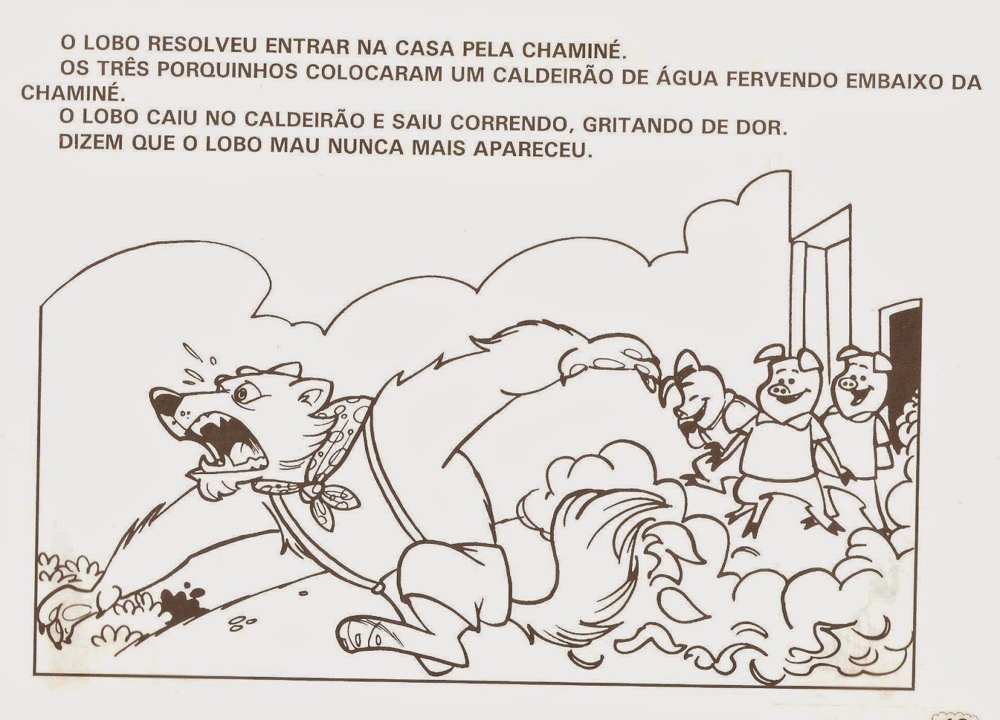 O LOBO RESOLVEU ENTRAR NA CASA PELA CHAMINÉ.
OS TRÊS PORQUINHOS COLOCARAM UM CALDEIRÃO DE ÁGUA FERVENDO EMBAIXO DA
CHAMINÉ.
O LOBO CAIU NO CALDEIRÃO E SAIU CORRENDO, GRITANDO DE DOR.
DIZEM QUE O LOBO MAU NUNCA MAIS APARECEU.